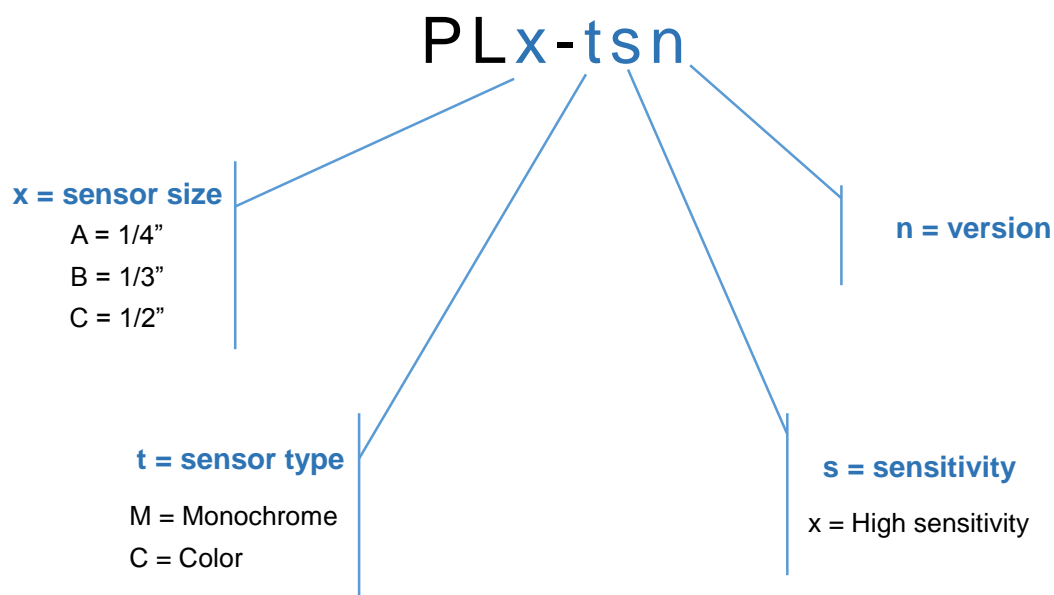 PLx-tsn
x = sensor size
A = 1/4”
B = 1/3”
C = 1/2”
n = version
t = sensor type
M = Monochrome
C = Color
s = sensitivity
x = High sensitivity